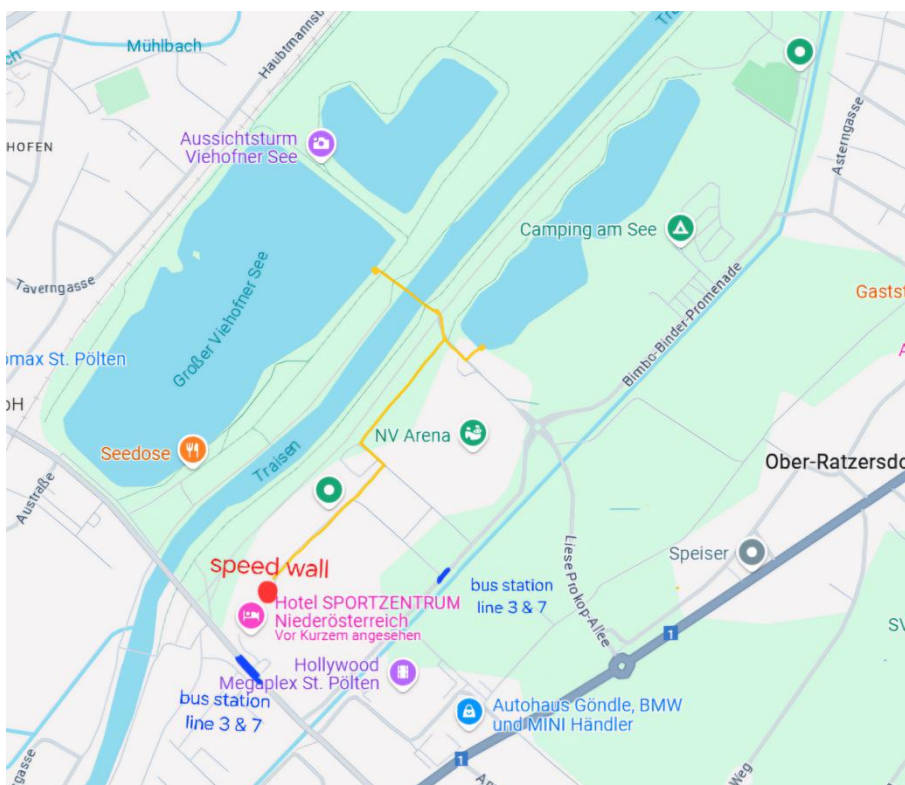 Mühlbach
Hauptmannstr
Aussichtsturm
Viehofner See
HOFEN
Asterngasse
Camping am See
Taverngasse
Großer Viehofner See
Gastst
omax St. Pölten
Bimbo-Binder-Promenade
Seedose
NV Arena
Traisen
Austraße
Ober-Ratzersdo
Liese Prokop-Allee
Speiser
speed wall
bus station
line 3 & 7
Hotel SPORTZENTRUM
Niederösterreich
Vor Kurzem angesehen
1
SV
Hollywood
Megaplex St. Pölten
bus station
line 3 & 7
Autohaus Göndle, BMW
und MINI Händler
1
Weg